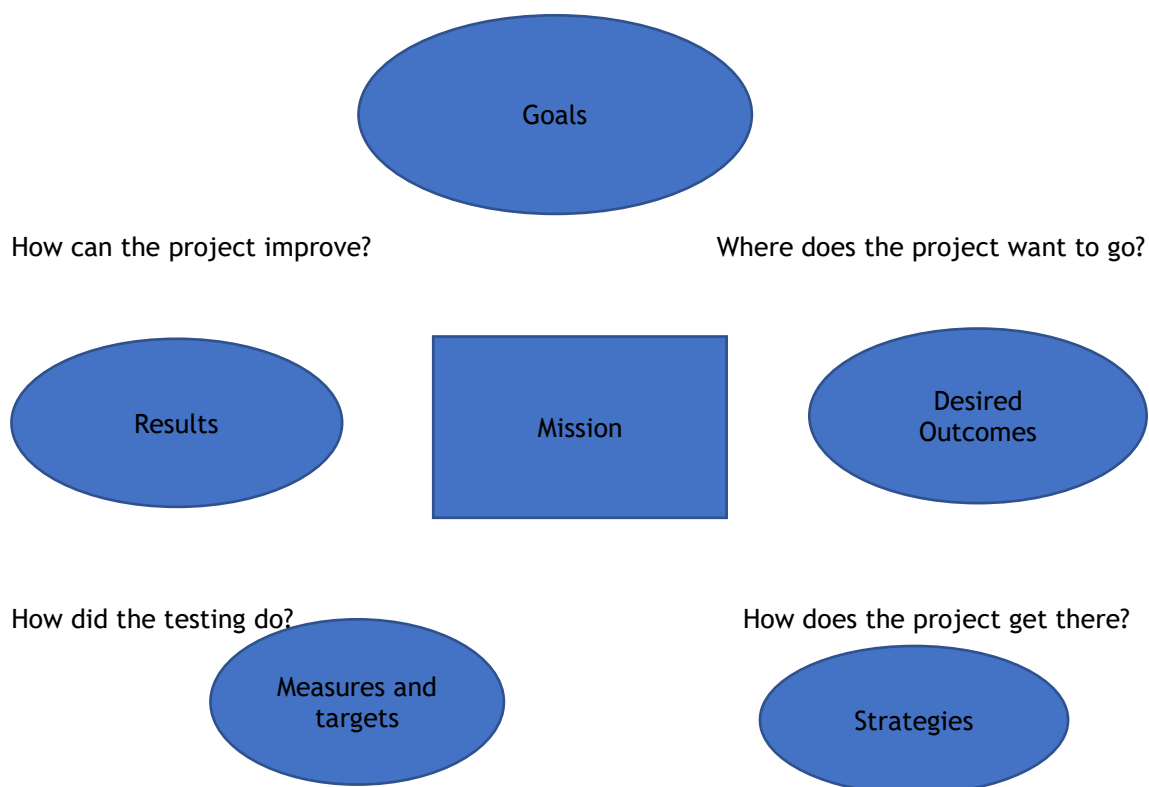 Goals
How can the project improve?
Where does the project want to go?
Results
Mission
Desired
Outcomes
How did the testing do?
How does the project get there?
Measures and
targets
Strategies